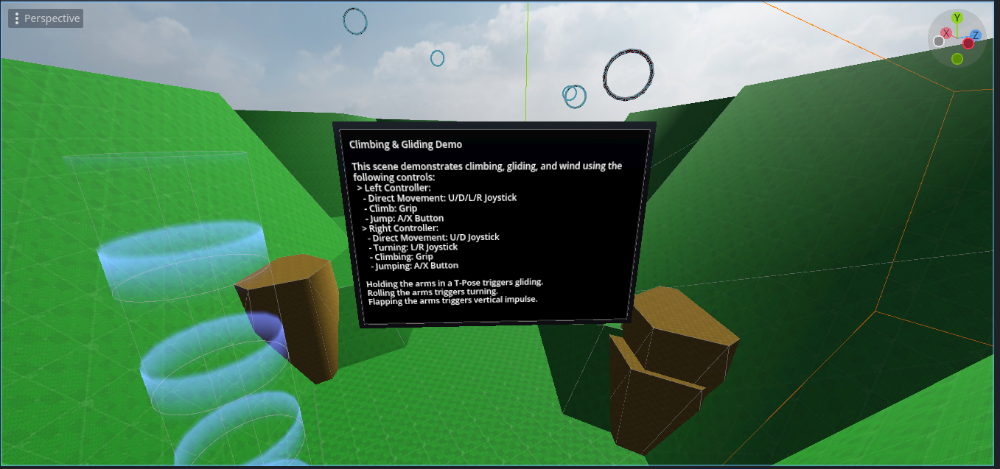 Perspective
Y
X
Z
Climbing & Gliding Demo
This scene demonstrates climbing, gliding, and wind using the
following controls:
> Left Controller:
- Direct Movement: U/D/L/R Joystick
- Climb: Grip
- Jump: A/X Button
> Right Controller:
- Direct Movement: U/D Joystick
- Turning: L/R Joystick
- Climbing: Grip
- Jumping: A/X Button
Holding the arms in a T-Pose triggers gliding.
Rolling the arms triggers turning.
Flapping the arms triggers vertical impulse.